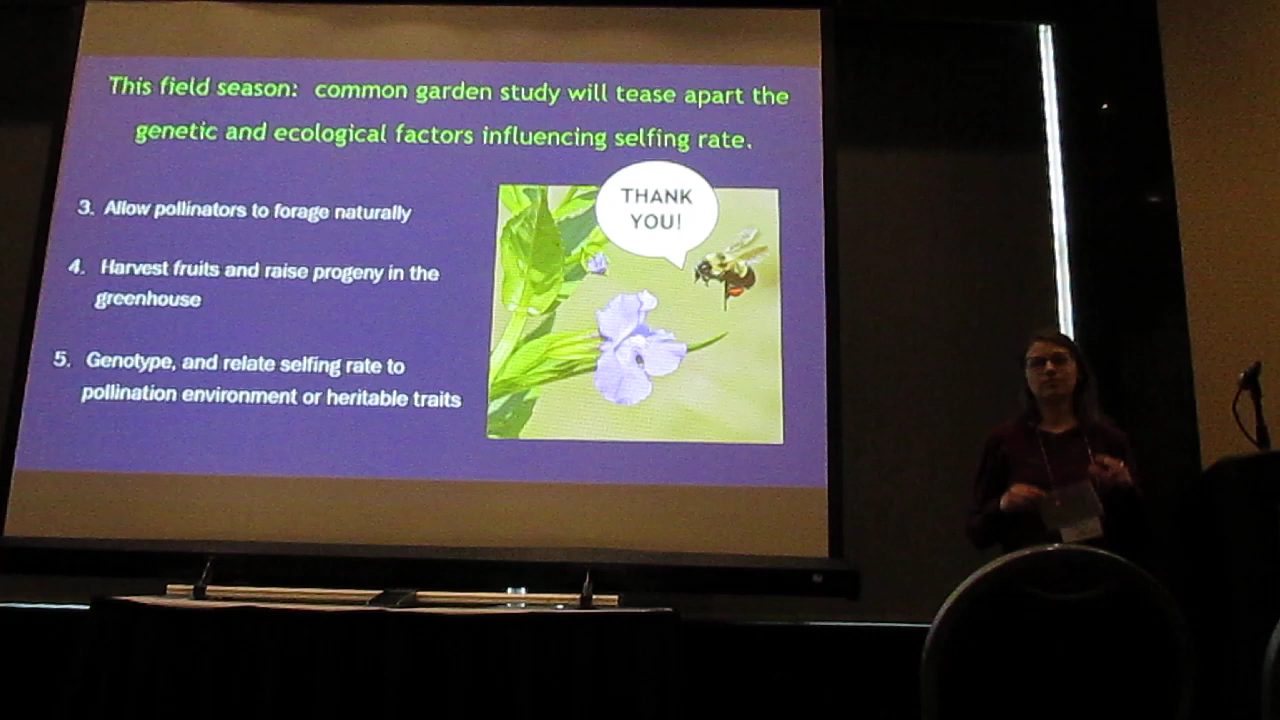 This field season: common garden study will tease apart the
genetic and ecological factors influencing selfing rate.
3. Allow pollinators to forage naturally
4. Harvest fruits and raise progeny in the
greenhouse
5. Genotype, and relate selfing rate to
pollination environment or heritable traits
THANK
YOU!